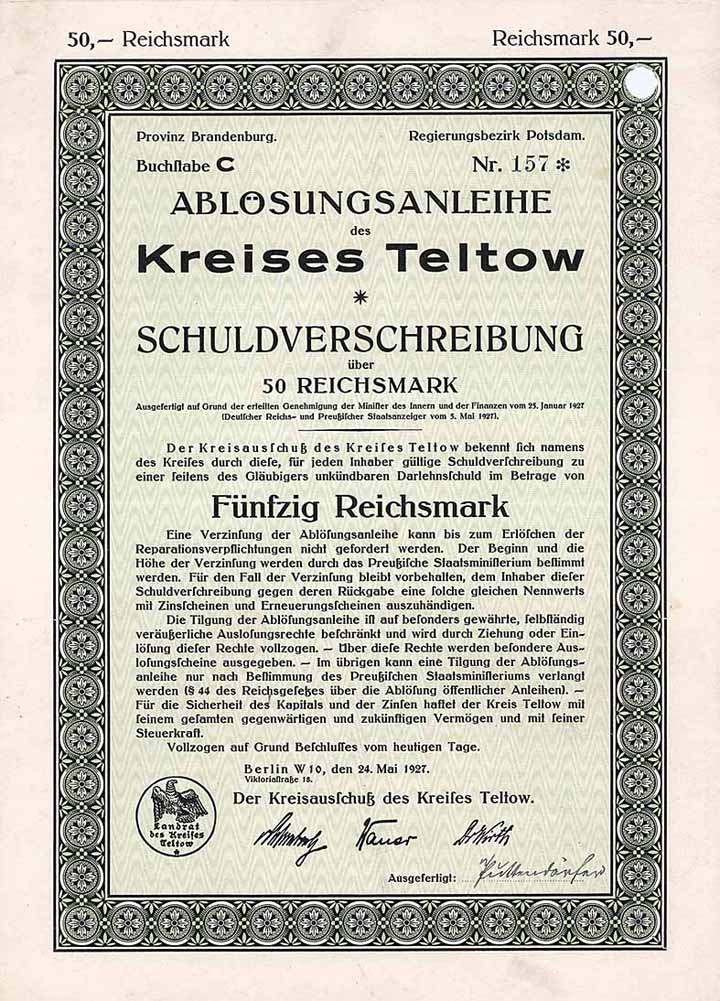 50,— Reichsmark
Reichsmark 50,—
Provinz Brandenburg.
Regierungsbezirk Potsdam.
Buchſtabe C
Nr. 157 *
ABLÖSUNGSANLEIHE
des
Kreises Teltow
*
SCHULDVERSCHREIBUNG
über
50 REICHSMARK
Ausgefertigt auf Grund der erteilten Genehmigung der Miniſter des Innern und der Finanzen vom 25. Januar 1927
(Deutſcher Reichs- und Preußiſcher Staatsanzeiger vom 5. Mai 1927).
Der Kreisausſchuß des Kreiſes Teltow bekennt ſich namens
des Kreiſes durch dieſe, für jeden Inhaber gültige Schuldverſchreibung zu
einer ſeitens des Gläubigers unkündbaren Darlehnsſchuld im Betrage von
Fünfzig Reichsmark
Eine Verzinſung der Ablöſungsanleihe kann bis zum Erlöſchen der
Reparationsverpflichtungen nicht gefordert werden. Der Beginn und die
Höhe der Verzinſung werden durch das Preußiſche Staatsminiſterium beſtimmt
werden. Für den Fall der Verzinſung bleibt vorbehalten, dem Inhaber dieſer
Schuldverſchreibung gegen deren Rückgabe eine ſolche gleichen Nennwerts
mit Zinsſcheinen und Erneuerungsſcheinen auszuhändigen.
Die Tilgung der Ablöſungsanleihe iſt auf beſonders gewährte, ſelbſtändig
veräußerliche Ausloſungsrechte beſchränkt und wird durch Ziehung oder Ein-
löſung dieſer Rechte vollzogen. — Über dieſe Rechte werden beſondere Aus-
loſungsſcheine ausgegeben. — Im übrigen kann eine Tilgung der Ablöſungs-
anleihe nur nach Beſtimmung des Preußiſchen Staatsminiſteriums verlangt
werden (§ 44 des Reichsgeſetzes über die Ablöſung öffentlicher Anleihen). —
Für die Sicherheit des Kapitals und der Zinſen haftet der Kreis Teltow mit
ſeinem geſamten gegenwärtigen und zukünftigen Vermögen und mit ſeiner
Steuerkraft.
Vollzogen auf Grund Beſchluſſes vom heutigen Tage.
Berlin W 10, den 24. Mai 1927.
Viktoriaſtraße 18.
Der Kreisausſchuß des Kreiſes Teltow.
Landrat
des Kreiſes
Teltow
Ausgefertigt: